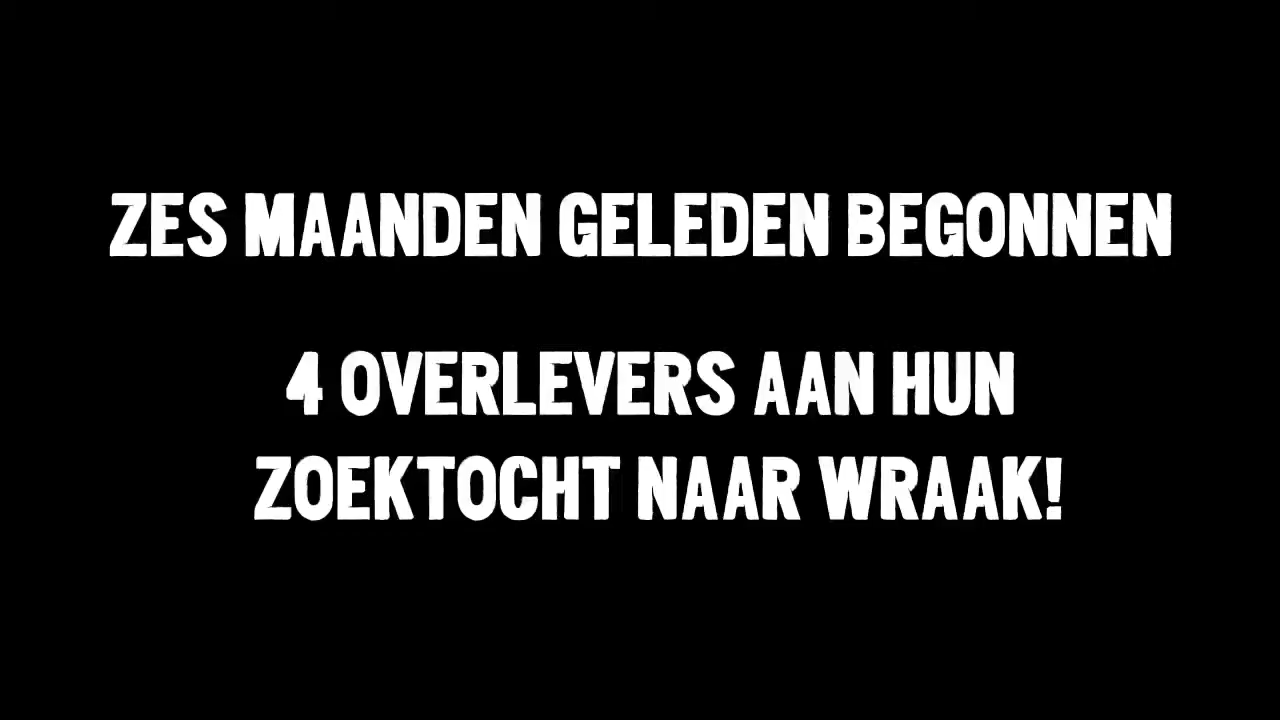 ZES MAANDEN GELEDEN BEGONNEN
4 OVERLEVERS AAN HUN
ZOEKTOCHT NAAR WRAAK!